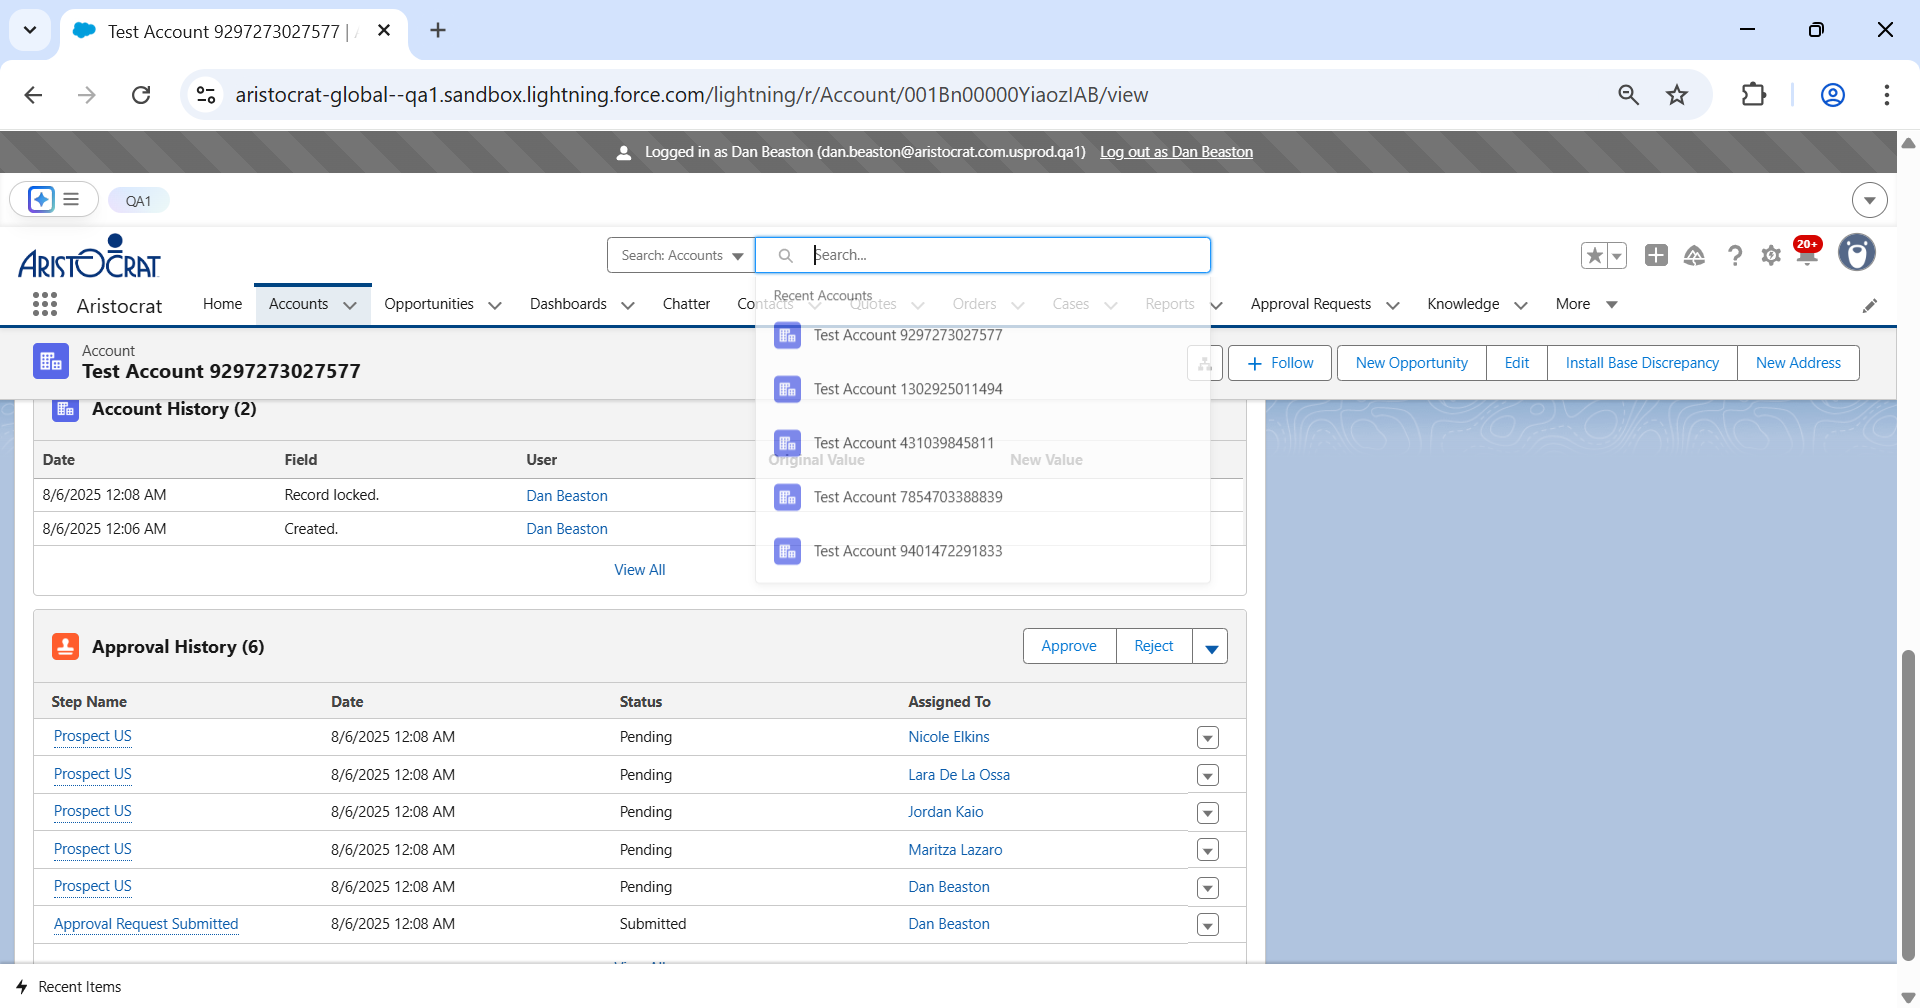 Test Account 9297273027577 |
aristocrat-global--qa1.sandbox.lightning.force.com/lightning/r/Account/001Bn00000YiaozIAB/view
Logged in as Dan Beaston (dan.beaston@aristocrat.com.usprod.qa1) Log out as Dan Beaston
QA1
ARISTOCRAT
Search: Accounts
Search...
20+
Aristocrat
Home
Accounts
Opportunities
Dashboards
Chatter
Contacts
Quotes
Orders
Cases
Reports
Approval Requests
Knowledge
More
Recent Accounts
Test Account 9297273027577
Test Account 1302925011494
Test Account 431039845811
Test Account 7854703388839
Test Account 9401472291833
Account
Test Account 9297273027577
Follow
New Opportunity
Edit
Install Base Discrepancy
New Address
Account History (2)
Date Field User Original Value New Value
8/6/2025 12:08 AM Record locked. Dan Beaston
8/6/2025 12:06 AM Created. Dan Beaston
View All
Approval History (6)
Approve
Reject
Step Name Date Status Assigned To
Prospect US 8/6/2025 12:08 AM Pending Nicole Elkins
Prospect US 8/6/2025 12:08 AM Pending Lara De La Ossa
Prospect US 8/6/2025 12:08 AM Pending Jordan Kaio
Prospect US 8/6/2025 12:08 AM Pending Maritza Lazaro
Prospect US 8/6/2025 12:08 AM Pending Dan Beaston
Approval Request Submitted 8/6/2025 12:08 AM Submitted Dan Beaston
Recent Items